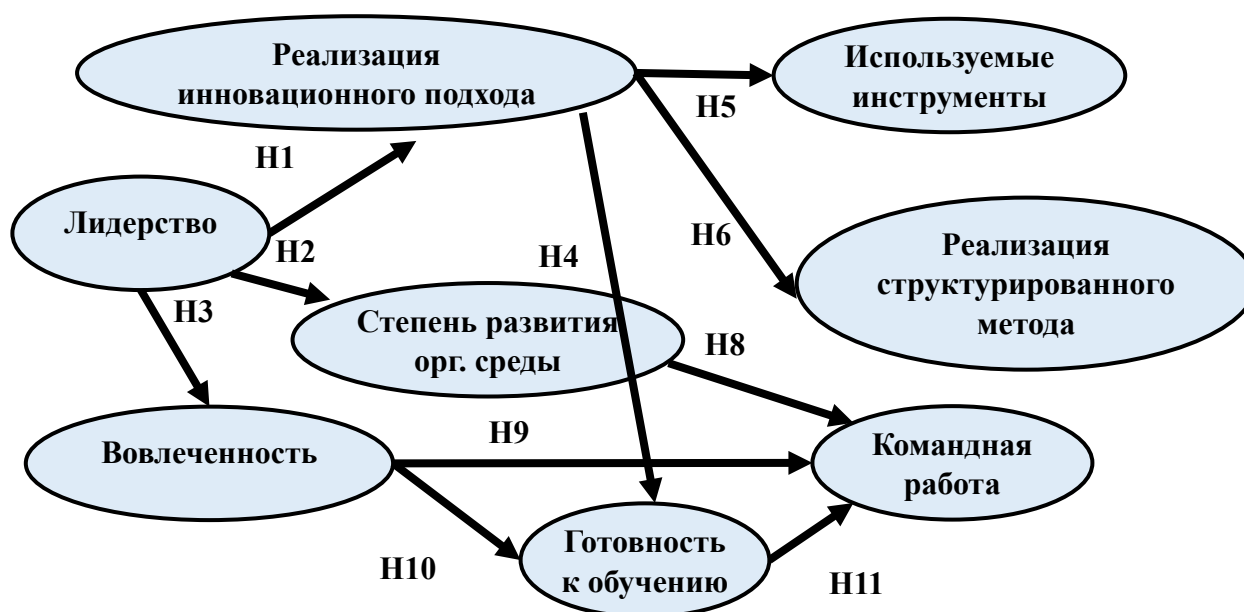 Реализация
инновационного подхода
Используемые
инструменты
H5
H1
Лидерство
H2
H4
H6
Реализация
структурированного
метода
H3
Степень развития
орг. среды
H8
Вовлеченность
H9
Командная
работа
H10
Готовность
к обучению
H11